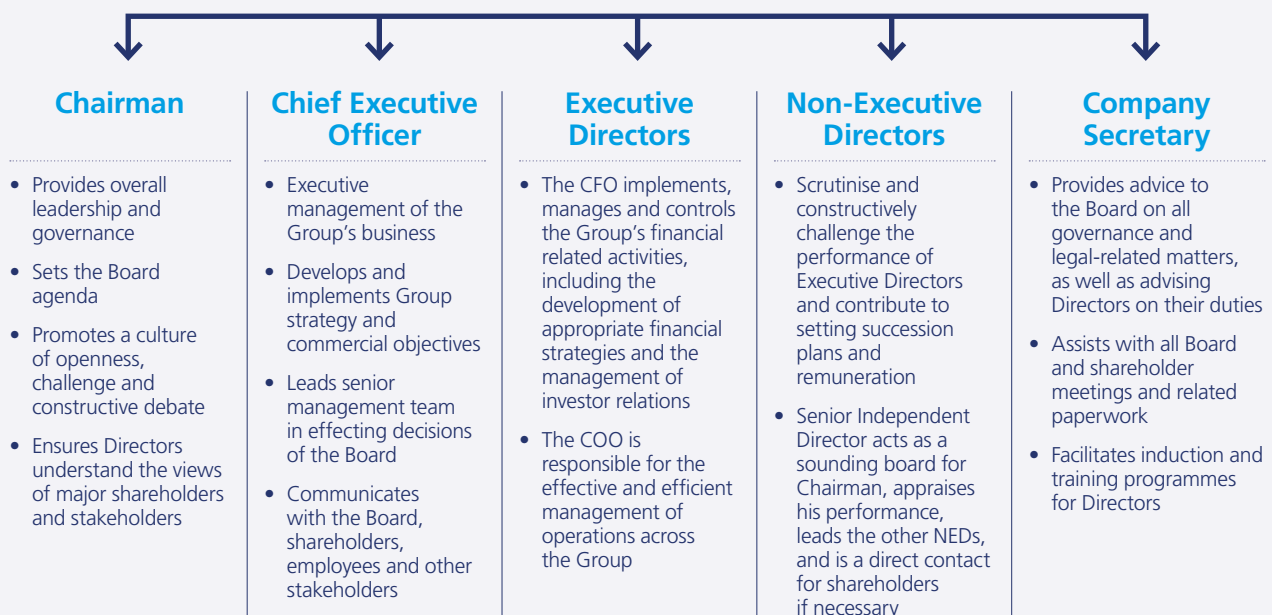 Chairman
• Provides overall
leadership and
governance
• Sets the Board
agenda
• Promotes a culture
of openness,
challenge and
constructive debate
• Ensures Directors
understand the views
of major shareholders
and stakeholders
Chief Executive
Officer
• Executive
management of the
Group's business
• Develops and
implements Group
strategy and
commercial objectives
• Leads senior
management team
in effecting decisions
of the Board
• Communicates
with the Board,
shareholders,
employees and other
stakeholders
Executive
Directors
• The CFO implements,
manages and controls
the Group's financial
related activities,
including the
development of
appropriate financial
strategies and the
management of
investor relations
• The COO is
responsible for the
effective and efficient
management of
operations across
the Group
Non-Executive
Directors
• Scrutinise and
constructively
challenge the
performance of
Executive Directors
and contribute to
setting succession
plans and
remuneration
• Senior Independent
Director acts as a
sounding board for
Chairman, appraises
his performance,
leads the other NEDs,
and is a direct contact
for shareholders
if necessary
Company
Secretary
• Provides advice to
the Board on all
governance and
legal-related matters,
as well as advising
Directors on their duties
• Assists with all Board
and shareholder
meetings and related
paperwork
• Facilitates induction and
training programmes
for Directors